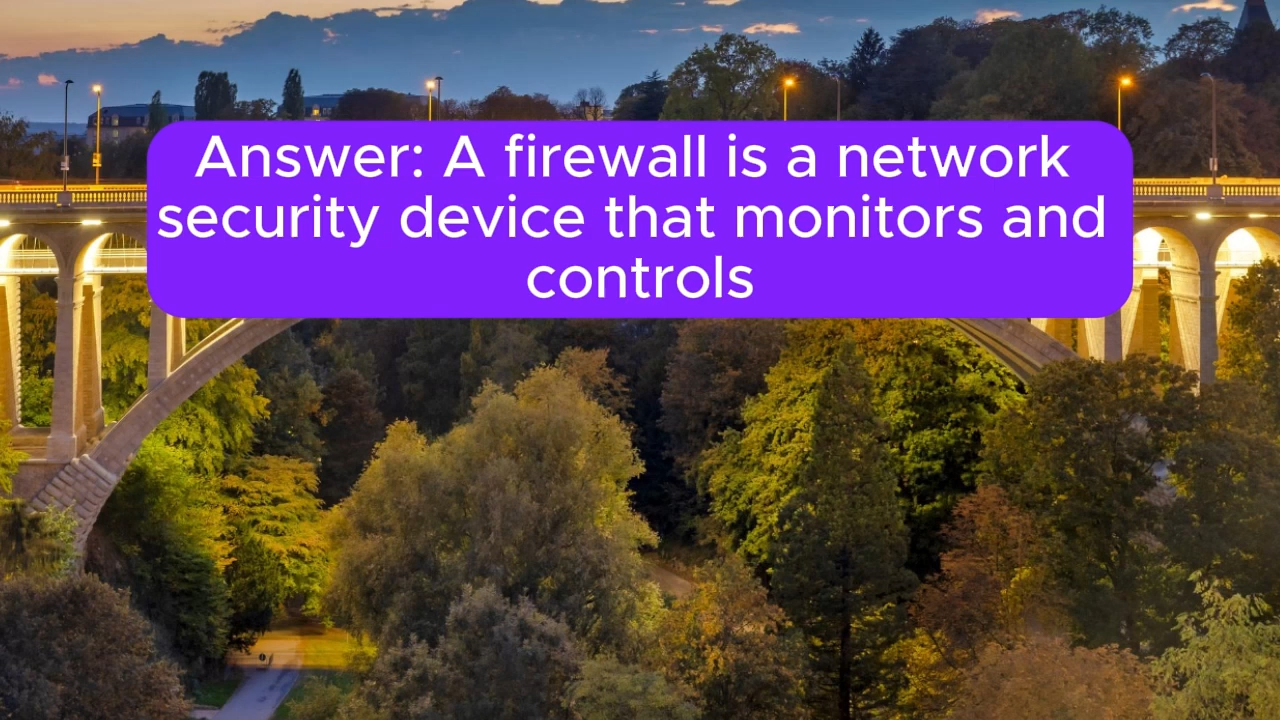 Answer: A firewall is a network
security device that monitors and
controls